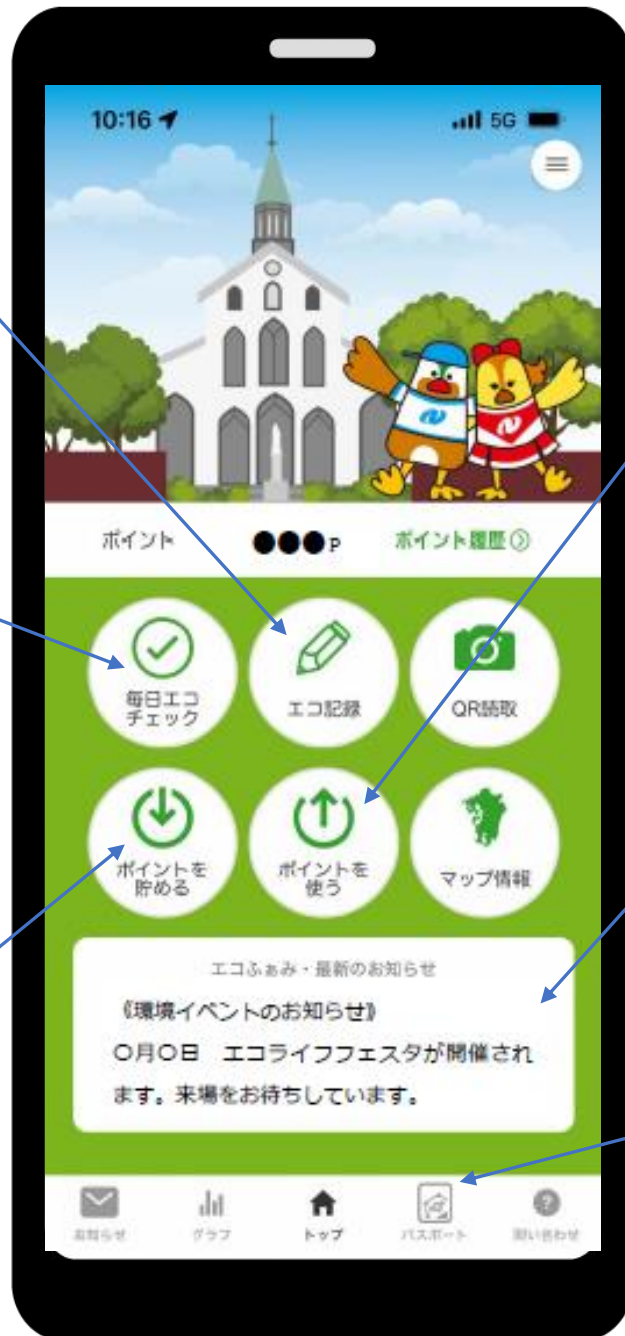 10:16
5G
ポイント ●●●P ポイント履歴
毎日エコ
チェック
エコ記録
QR読取
ポイントを
貯める
ポイントを
使う
マップ情報
エコふぁみ・最新のお知らせ
《環境イベントのお知らせ》
〇月〇日 エコライフフェスタが開催され
ます。来場をお待ちしています。
お知らせ グラフ トップ パスポート 問い合わせ